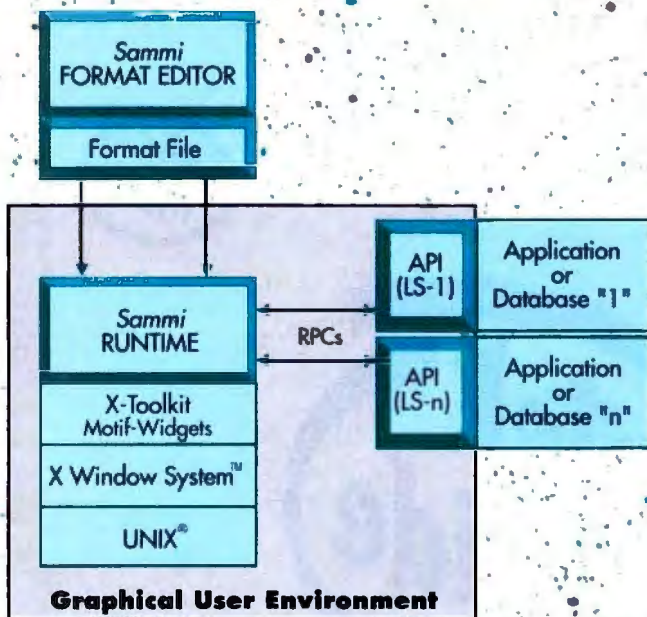 Sammi
FORMAT EDITOR
Format File
Sammi
RUNTIME
X-Toolkit
Motif-Widgets
X Window System™
UNIX®
RPCs
API
(LS-1)
Application
or
Database "1"
API
(LS-n)
Application
or
Database "n"
Graphical User Environment